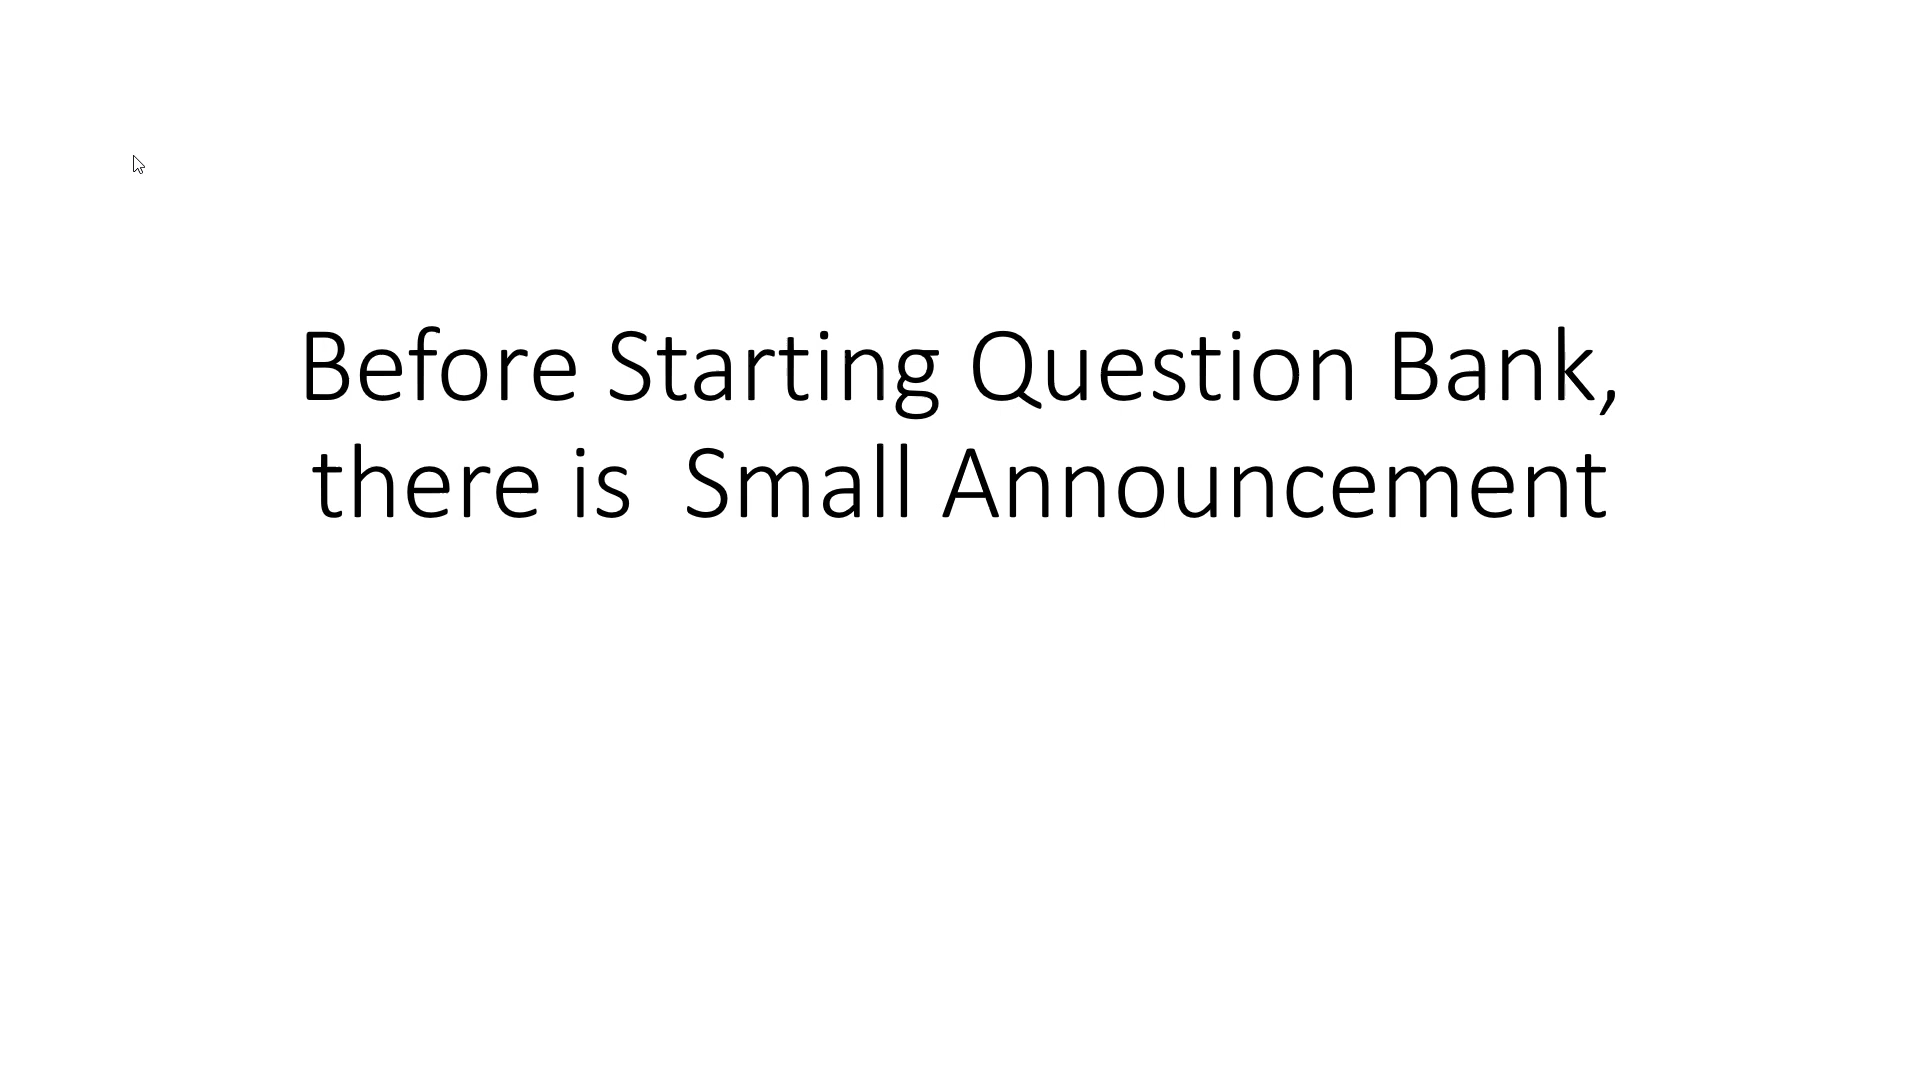 Before Starting Question Bank,
there is  Small Announcement